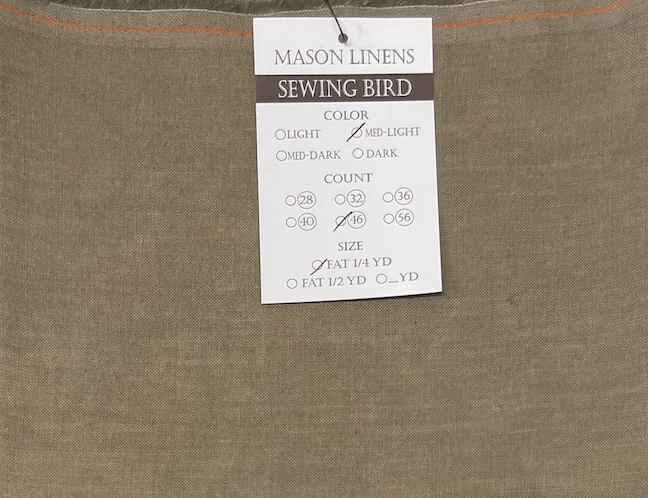 MASON LINENS
SEWING BIRD
COLOR
LIGHT MED-LIGHT
MED-DARK DARK
COUNT
28 32 36
40 46 56
SIZE
FAT 1/4 YD
FAT 1/2 YD __YD